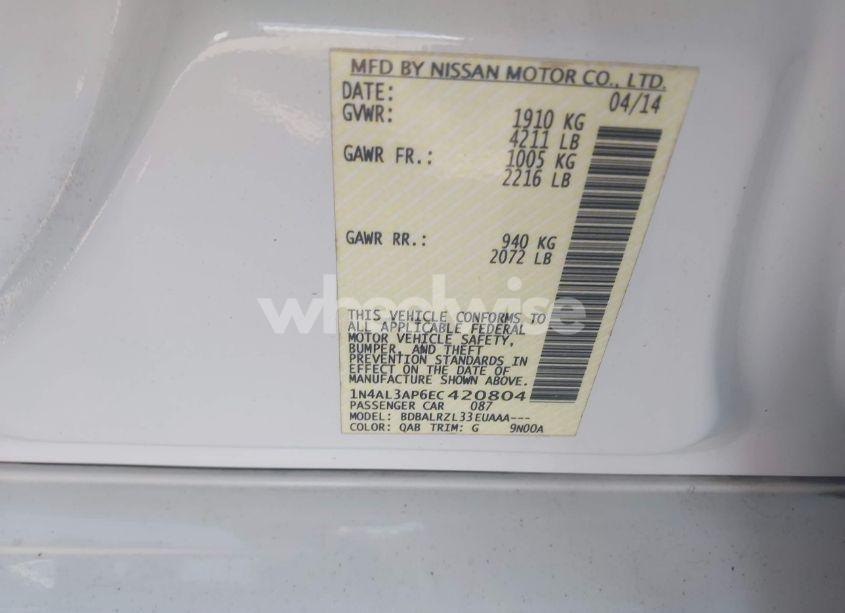 MFD BY NISSAN MOTOR CO., LTD.
DATE: 04/14
GVWR: 1910 KG
4211 LB
GAWR FR.: 1005 KG
2216 LB
GAWR RR.: 940 KG
2072 LB
THIS VEHICLE CONFORMS TO
ALL APPLICABLE FEDERAL
MOTOR VEHICLE SAFETY,
BUMPER, AND THEFT
PREVENTION STANDARDS IN
EFFECT ON THE DATE OF
MANUFACTURE SHOWN ABOVE.
1N4AL3AP6EC420804
PASSENGER CAR 087
MODEL: BDBALRZL33EUAAA---
COLOR: QAB TRIM: G 9N00A
wheelwise